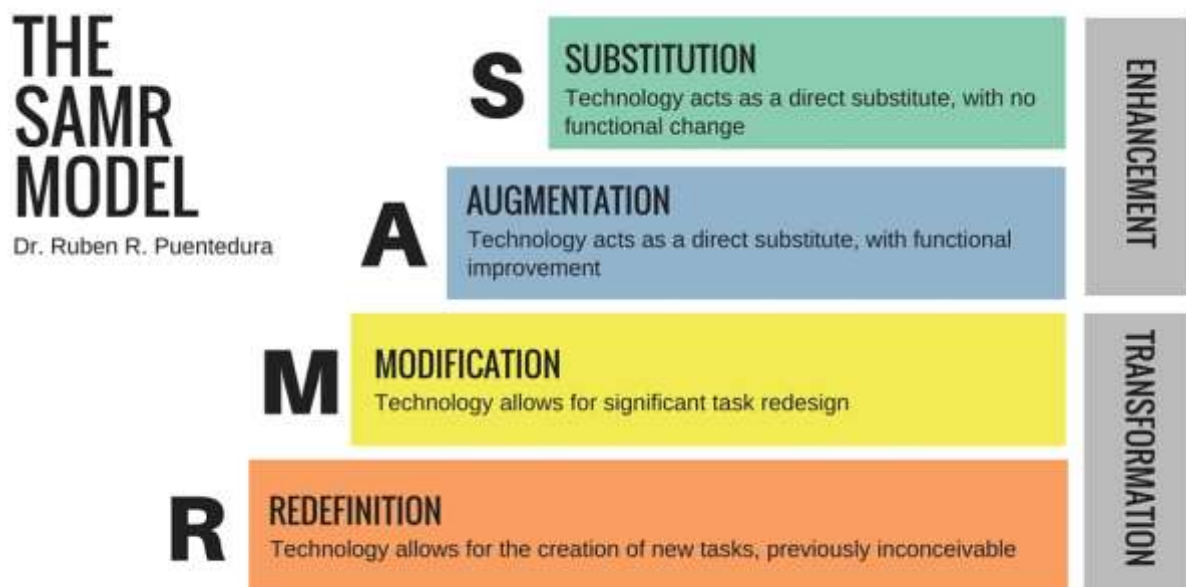 THE
SAMR
MODEL
Dr. Ruben R. Puentedura
S
SUBSTITUTION
Technology acts as a direct substitute, with no
functional change
A
AUGMENTATION
Technology acts as a direct substitute, with functional
improvement
ENHANCEMENT
M
MODIFICATION
Technology allows for significant task redesign
R
REDEFINITION
Technology allows for the creation of new tasks, previously inconceivable
TRANSFORMATION